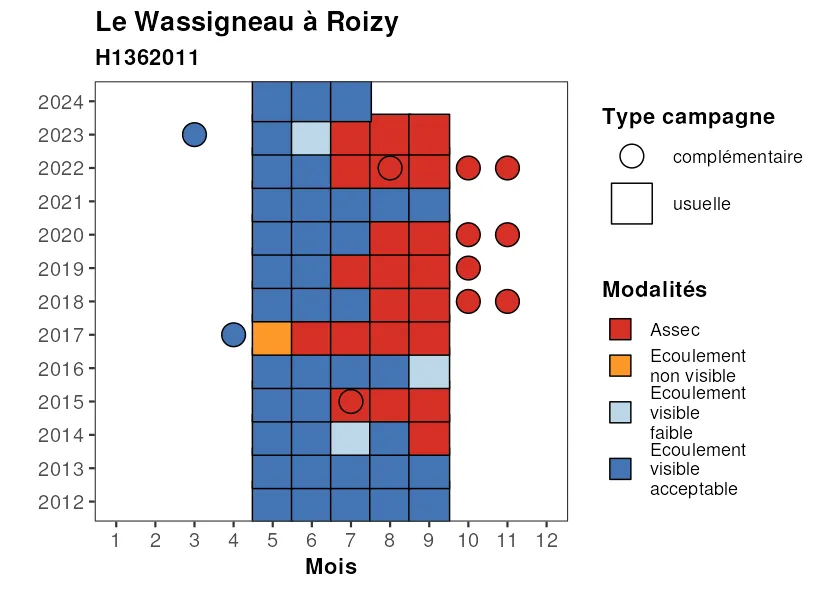 Le Wassigneau à Roizy
H1362011
2024
2023
2022
2021
2020
2019
2018
2017
2016
2015
2014
2013
2012
1 2 3 4 5 6 7 8 9 10 11 12
Mois
Type campagne
complémentaire
usuelle
Modalités
Assec
Ecoulement
non visible
Ecoulement
visible
faible
Ecoulement
visible
acceptable